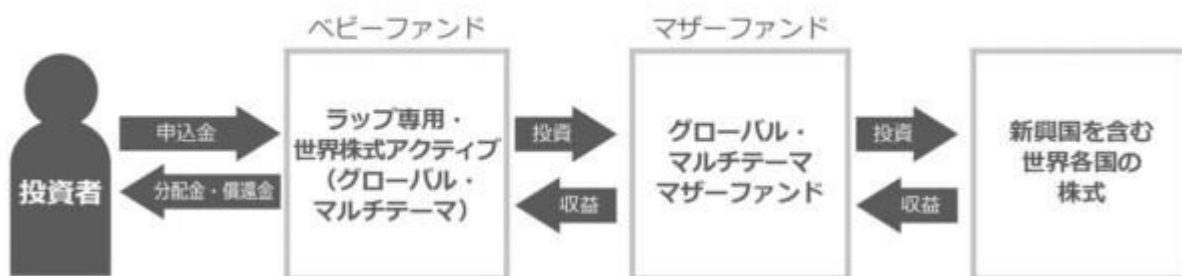 ベビーファンド
マザーファンド
投資者
申込金
分配金・償還金
ラップ専用・
世界株式アクティブ
（グローバル・
マルチテーマ）
投資
収益
グローバル・
マルチテーマ
マザーファンド
投資
収益
新興国を含む
世界各国の
株式